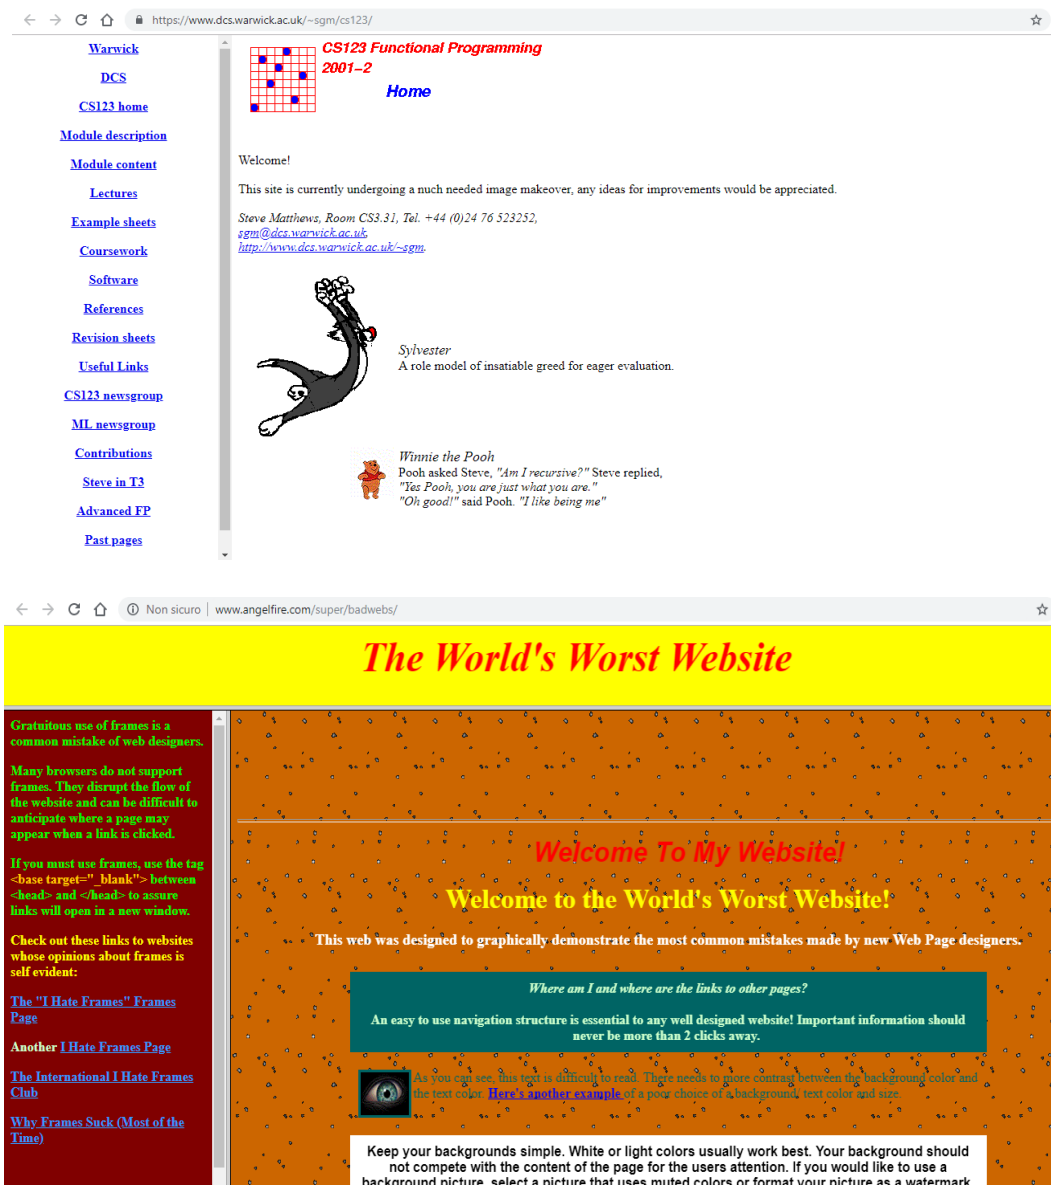 https://www.dcs.warwick.ac.uk/~sgm/cs123/
Warwick
DCS
CS123 home
Module description
Module content
Lectures
Example sheets
Coursework
Software
References
Revision sheets
Useful Links
CS123 newsgroup
ML newsgroup
Contributions
Steve in T3
Advanced FP
Past pages
CS123 Functional Programming
2001-2
Home
Welcome!
This site is currently undergoing a nuch needed image makeover, any ideas for improvements would be appreciated.
Steve Matthews, Room CS3.31, Tel. +44 (0)24 76 523252,
sgm@dcs.warwick.ac.uk,
http://www.dcs.warwick.ac.uk/~sgm.
Sylvester
A role model of insatiable greed for eager evaluation.
Winnie the Pooh
Pooh asked Steve, "Am I recursive?" Steve replied,
"Yes Pooh, you are just what you are."
"Oh good!" said Pooh. "I like being me"
Non sicuro | www.angelfire.com/super/badwebs/
The World's Worst Website
Gratuitous use of frames is a
common mistake of web designers.
Many browsers do not support
frames. They disrupt the flow of
the website and can be difficult to
anticipate where a page may
appear when a link is clicked.
If you must use frames, use the tag
<base target="_blank"> between
<head> and </head> to assure
links will open in a new window.
Check out these links to websites
whose opinions about frames is
self evident:
The "I Hate Frames" Frames
Page
Another I Hate Frames Page
The International I Hate Frames
Club
Why Frames Suck (Most of the
Time)
Welcome To My Website!
Welcome to the World's Worst Website!
This web was designed to graphically demonstrate the most common mistakes made by new Web Page designers.
Where am I and where are the links to other pages?
An easy to use navigation structure is essential to any well designed website! Important information should
never be more than 2 clicks away.
As you can see, this text is difficult to read. There needs to more contrast between the background color and
the text color. Here's another example of a poor choice of a background/ text color and size.
Keep your backgrounds simple. White or light colors usually work best. Your background should
not compete with the content of the page for the users attention. If you would like to use a
background picture, select a picture that uses muted colors or format your picture as a watermark.